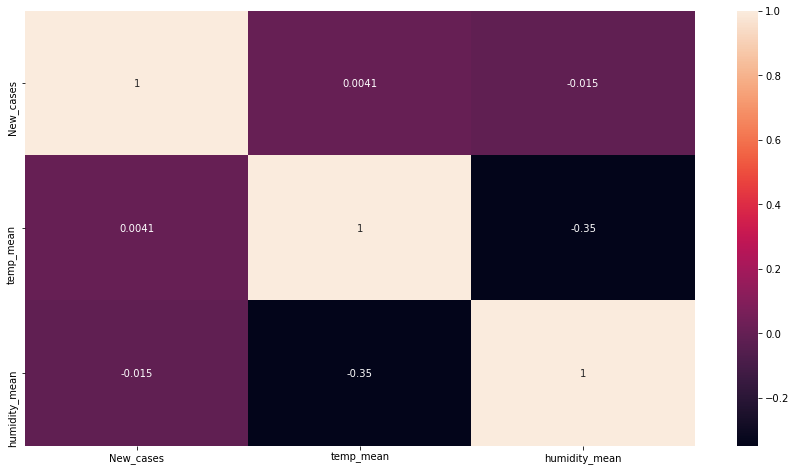 New_cases
1
0.0041
-0.015
temp_mean
0.0041
1
-0.35
humidity_mean
-0.015
-0.35
1
New_cases
temp_mean
humidity_mean
1.0
0.8
0.6
0.4
0.2
0.0
−0.2